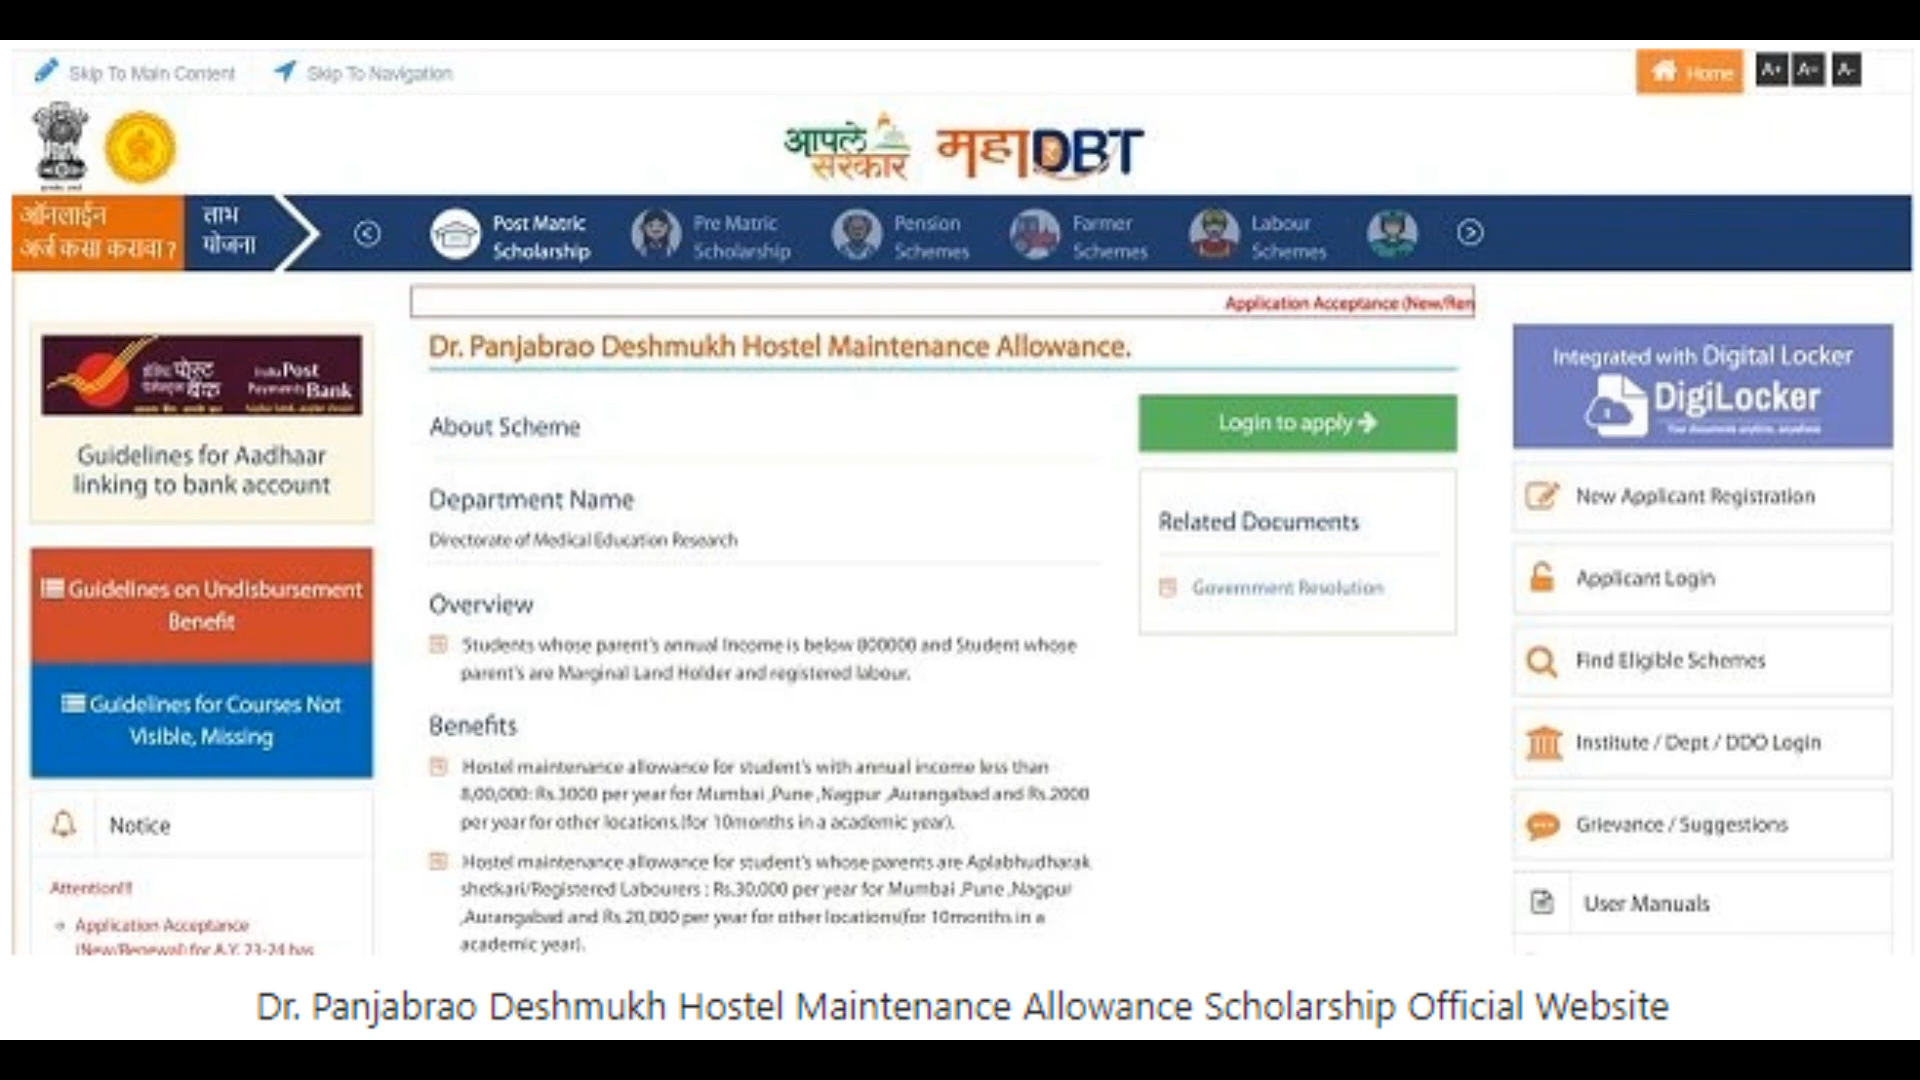 Skip To Main Content
Skip To Navigation
Home
A+ A= A-
आपले सरकार
महाDBT
ऑनलाईन
अर्ज कसा करावा ?
लाभ
योजना
Post Matric
Scholarship
Pre Matric
Scholarship
Pension
Schemes
Farmer
Schemes
Labour
Schemes
Application Acceptance (New/Ren
India Post
Payments Bank
Guidelines for Aadhaar
linking to bank account
Guidelines on Undisbursement
Benefit
Guidelines for Courses Not
Visible, Missing
Notice
Attention!!!
Application Acceptance
(New/Renewal) for A.Y. 23-24 has
Dr. Panjabrao Deshmukh Hostel Maintenance Allowance.
About Scheme
Department Name
Directorate of Medical Education Research
Overview
Students whose parent's annual Income is below 800000 and Student whose
parent's are Marginal Land Holder and registered labour.
Benefits
Hostel maintenance allowance for student's with annual income less than
8,00,000: Rs.3000 per year for Mumbai ,Pune ,Nagpur ,Aurangabad and Rs.2000
per year for other locations.(for 10months in a academic year).
Hostel maintenance allowance for student's whose parents are Aplabhudharak
shetkari/Registered Labourers : Rs.30,000 per year for Mumbai ,Pune ,Nagpur
,Aurangabad and Rs.20,000 per year for other locations(for 10months in a
academic year).
Login to apply
Related Documents
Government Resolution
Integrated with Digital Locker
DigiLocker
Your documents anytime, anywhere
New Applicant Registration
Applicant Login
Find Eligible Schemes
Institute / Dept / DDO Login
Grievance / Suggestions
User Manuals
Dr. Panjabrao Deshmukh Hostel Maintenance Allowance Scholarship Official Website